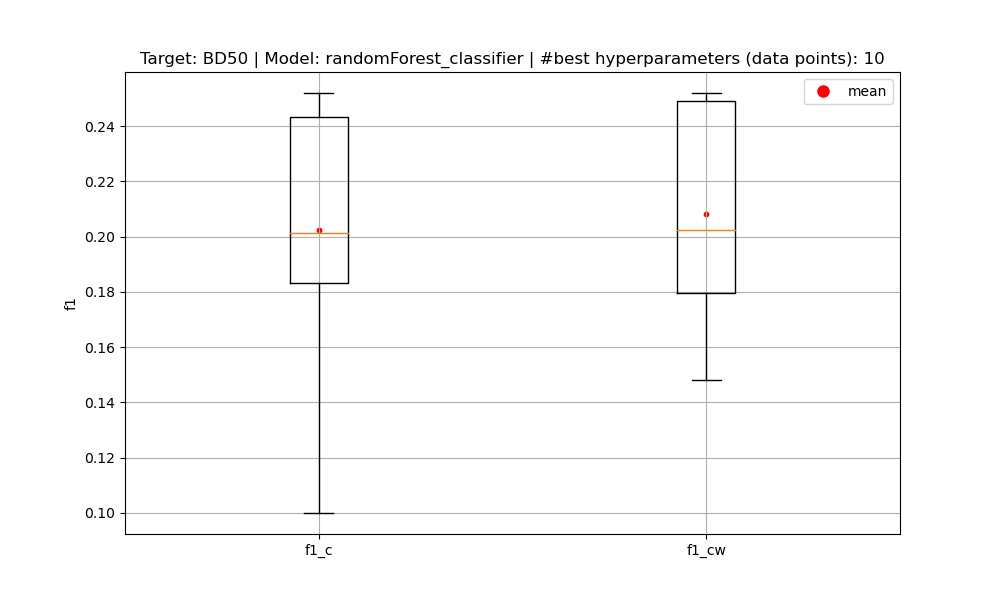 Target: BD50 | Model: randomForest_classifier | #best hyperparameters (data points): 10
mean
0.24
0.22
0.20
0.18
0.16
0.14
0.12
0.10
f1
f1_c
f1_cw